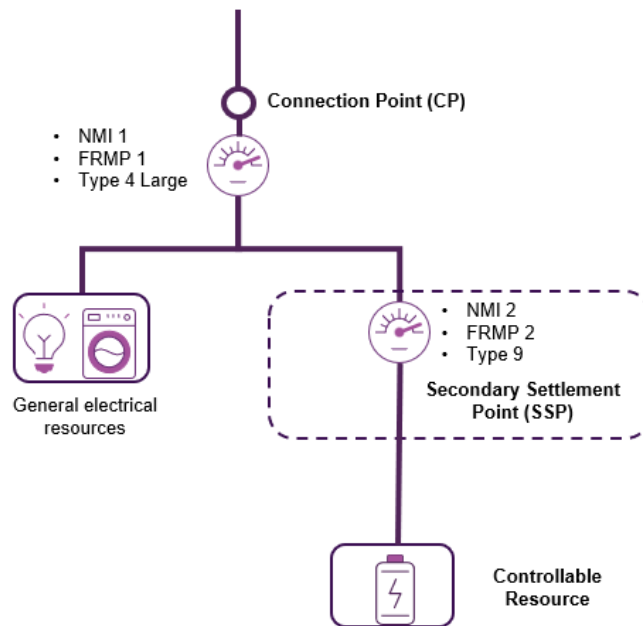 Connection Point (CP)
• NMI 1
• FRMP 1
• Type 4 Large
• NMI 2
• FRMP 2
• Type 9
Secondary Settlement
Point (SSP)
General electrical
resources
Controllable
Resource